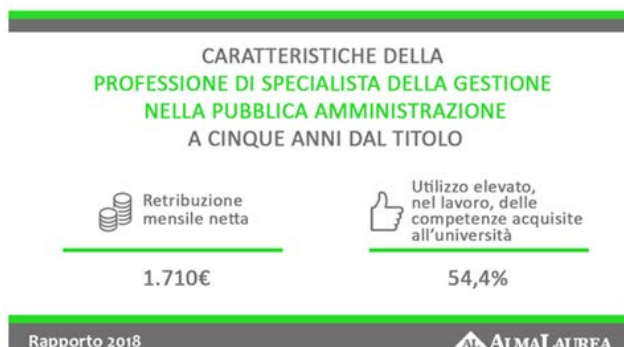 CARATTERISTICHE DELLA
PROFESSIONE DI SPECIALISTA DELLA GESTIONE
NELLA PUBBLICA AMMINISTRAZIONE
A CINQUE ANNI DAL TITOLO
Retribuzione
mensile netta
1.710€
Utilizzo elevato,
nel lavoro, delle
competenze acquisite
all'università
54,4%
Rapporto 2018
AL ALMALAUREA